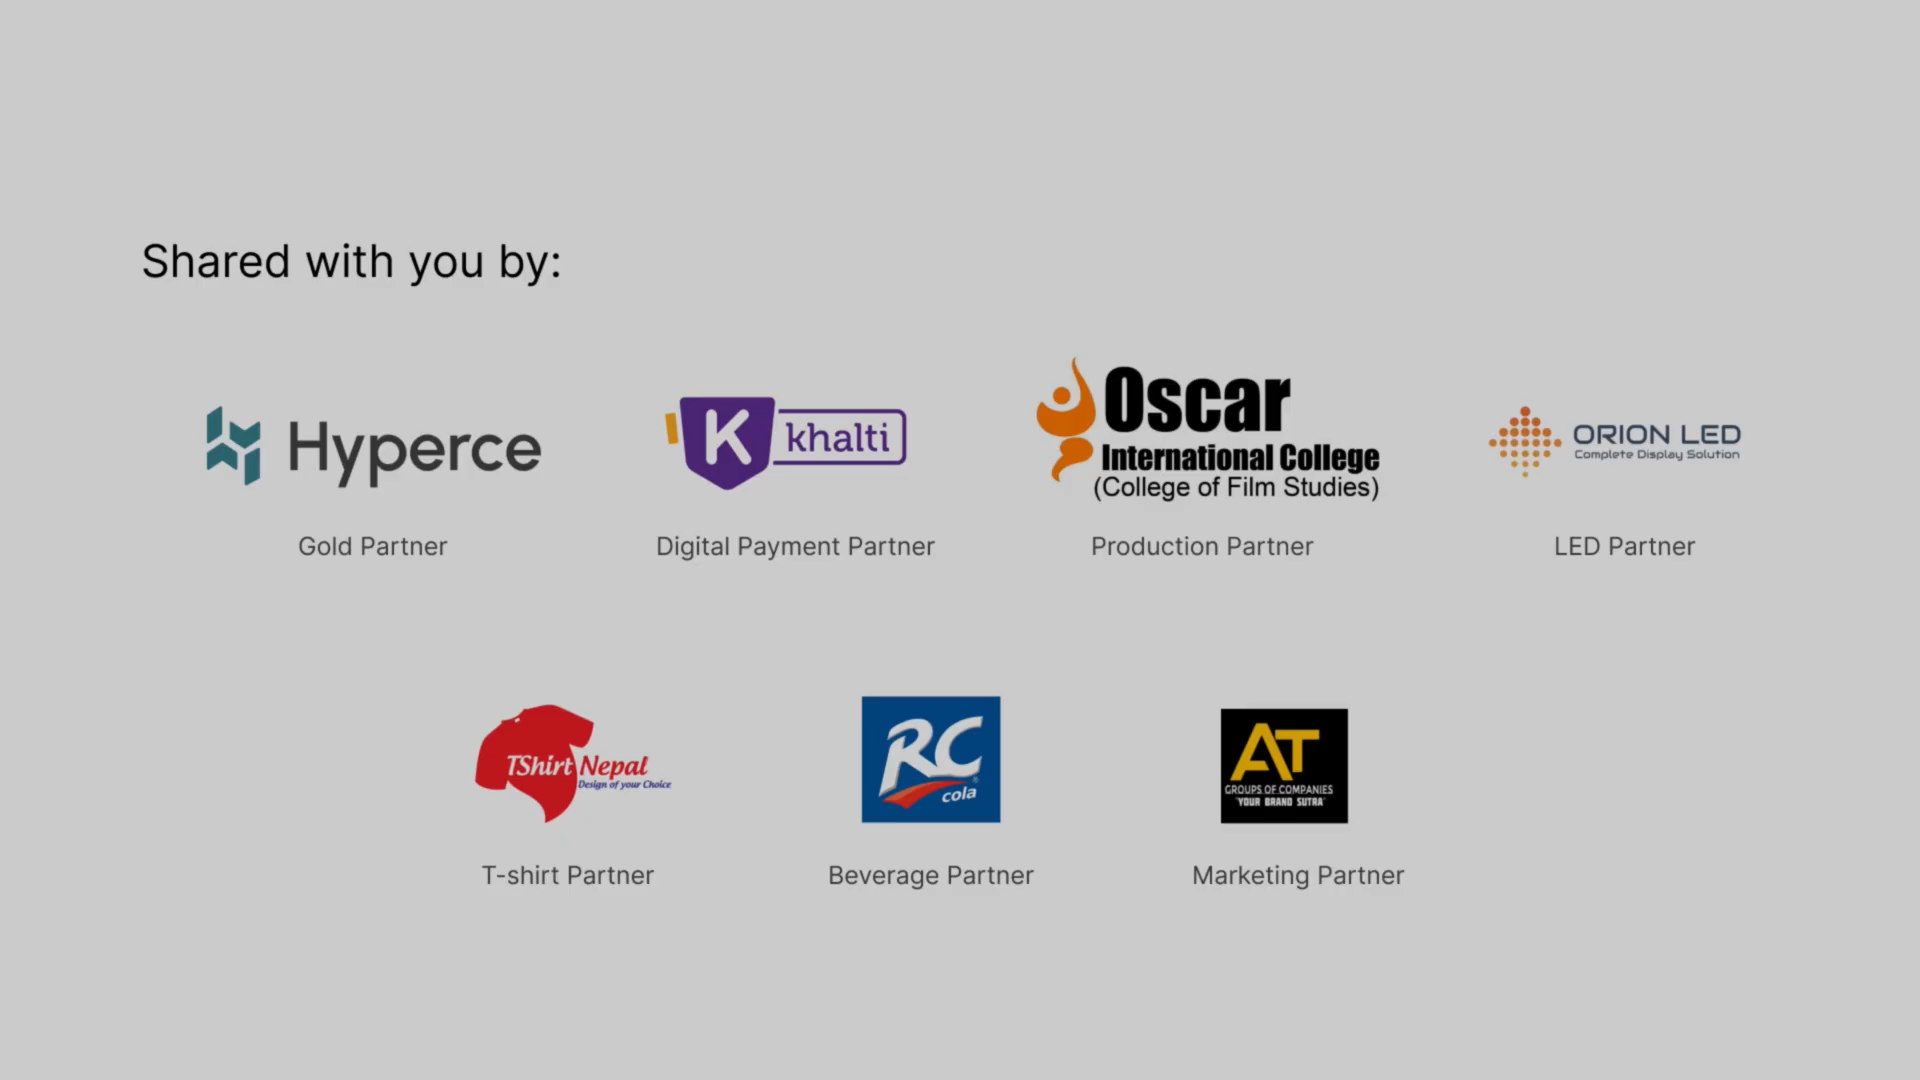 Shared with you by:
Hyperce
Gold Partner
K khalti
Digital Payment Partner
Oscar
International College
(College of Film Studies)
Production Partner
ORION LED
Complete Display Solution
LED Partner
TShirt Nepal
Design of your Choice
T-shirt Partner
RC
®
cola
Beverage Partner
AT
GROUPS OF COMPANIES
"YOUR BRAND SUTRA"
Marketing Partner